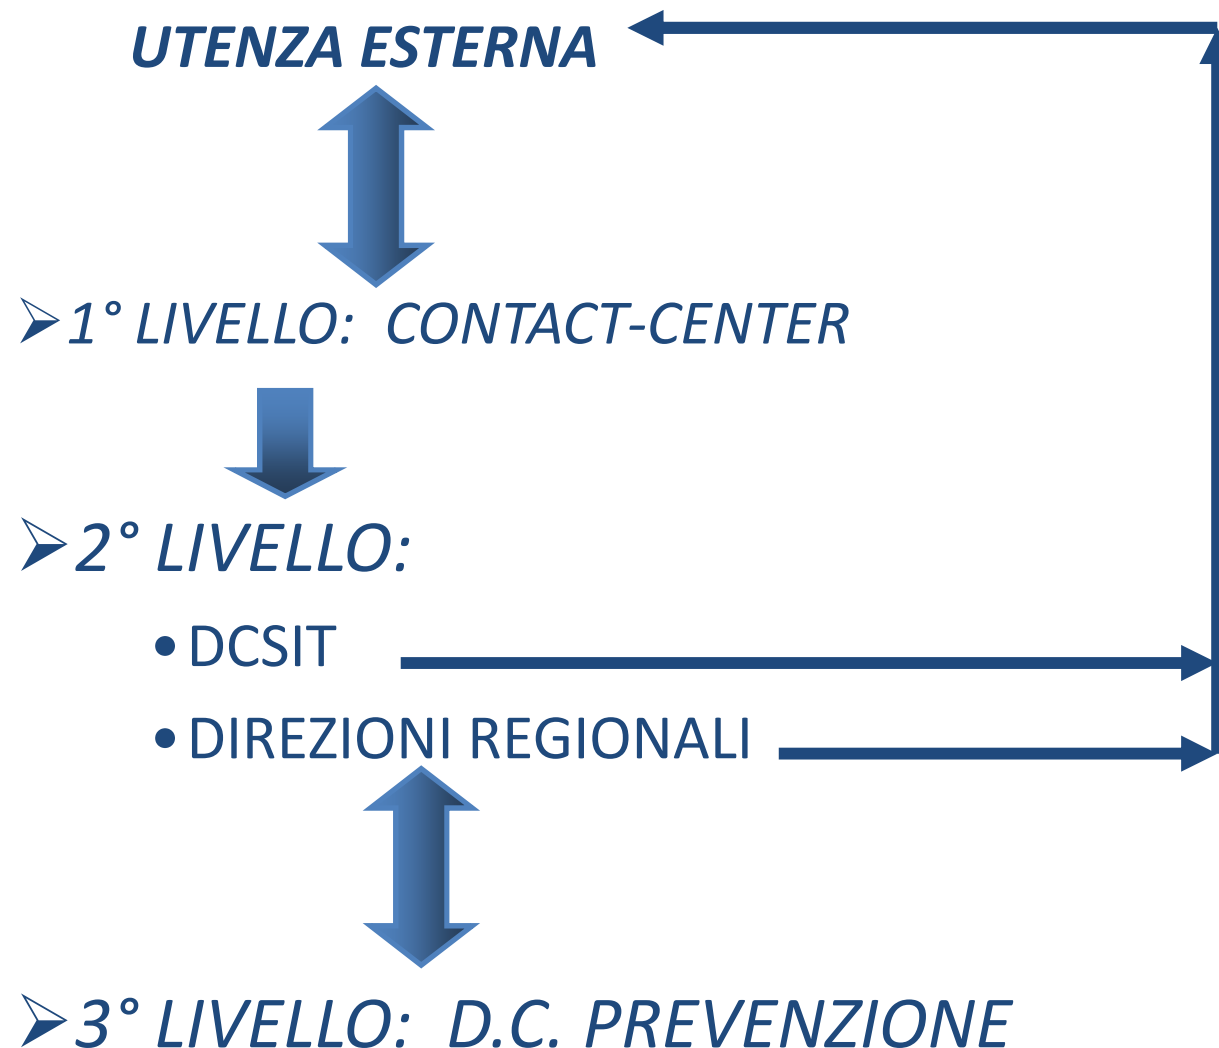 UTENZA ESTERNA
➢1° LIVELLO: CONTACT-CENTER
➢2° LIVELLO:
• DCSIT
• DIREZIONI REGIONALI
➢3° LIVELLO: D.C. PREVENZIONE